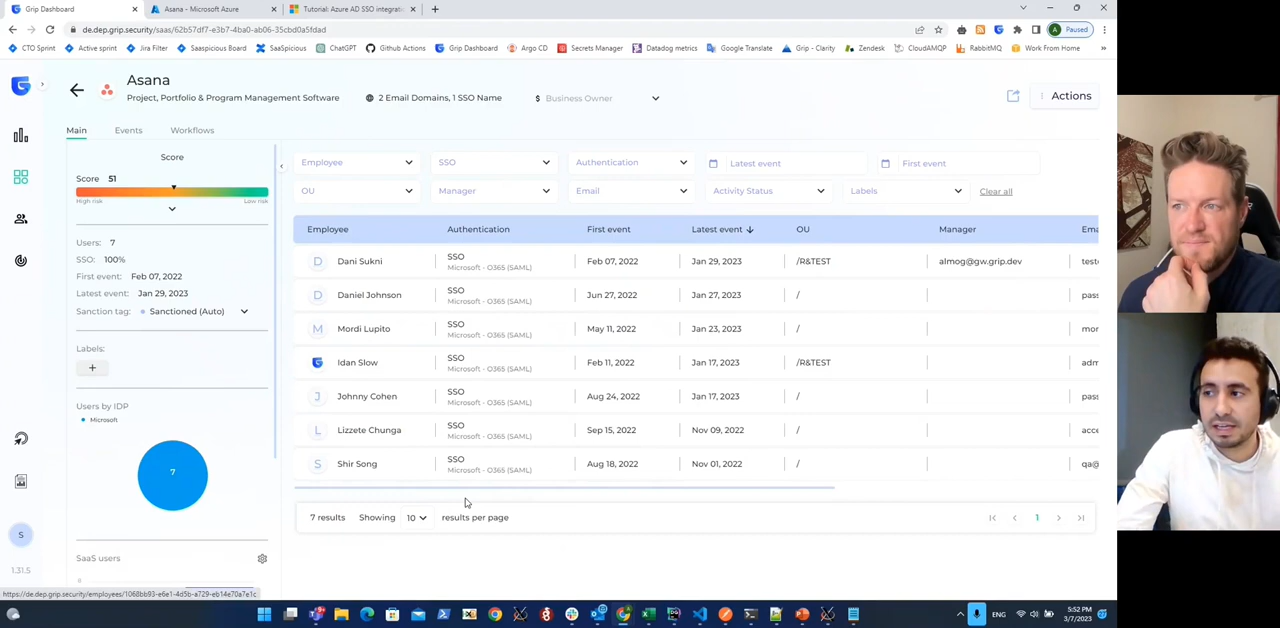 Grip Dashboard
Asana - Microsoft Azure
Tutorial: Azure AD SSO integrati
de.dep.grip.security/saas/62b57df7-e3b7-4ba0-ab06-35cbd0a5fdad
Paused
CTO Sprint
Active sprint
Jira Filter
Saaspicious Board
SaaSpicious
ChatGPT
Github Actions
Grip Dashboard
Argo CD
Secrets Manager
Datadog metrics
Google Translate
Grip - Clarity
Zendesk
CloudAMQP
RabbitMQ
Work From Home
Asana
Project, Portfolio & Program Management Software
2 Email Domains, 1 SSO Name
$ Business Owner
Actions
Main
Events
Workflows
Score
Score 51
High risk
Low risk
Users: 7
SSO: 100%
First event: Feb 07, 2022
Latest event: Jan 29, 2023
Sanction tag: Sanctioned (Auto)
Labels:
+
Users by IDP
Microsoft
7
SaaS users
8
Employee
SSO
Authentication
Latest event
First event
OU
Manager
Email
Activity Status
Labels
Clear all
Employee Authentication First event Latest event OU Manager Ema
D Dani Sukni SSO Feb 07, 2022 Jan 29, 2023 /R&TEST almog@gw.grip.dev teste
Microsoft - O365 (SAML)
D Daniel Johnson SSO Jun 27, 2022 Jan 27, 2023 / pass
Microsoft - O365 (SAML)
M Mordi Lupito SSO May 11, 2022 Jan 23, 2023 / mor
Microsoft - O365 (SAML)
Idan Slow SSO Feb 11, 2022 Jan 17, 2023 /R&TEST adm
Microsoft - O365 (SAML)
J Johnny Cohen SSO Aug 24, 2022 Jan 17, 2023 / pass
Microsoft - O365 (SAML)
L Lizzete Chunga SSO Sep 15, 2022 Nov 09, 2022 / acce
Microsoft - O365 (SAML)
S Shir Song SSO Aug 18, 2022 Nov 01, 2022 / qa@
Microsoft - O365 (SAML)
7 results Showing 10 results per page
1
S
1.31.5
https://de.dep.grip.security/employees/1068bb93-e6e1-4d5b-a729-eb14e70a7e1c
ENG
5:52 PM
3/7/2023